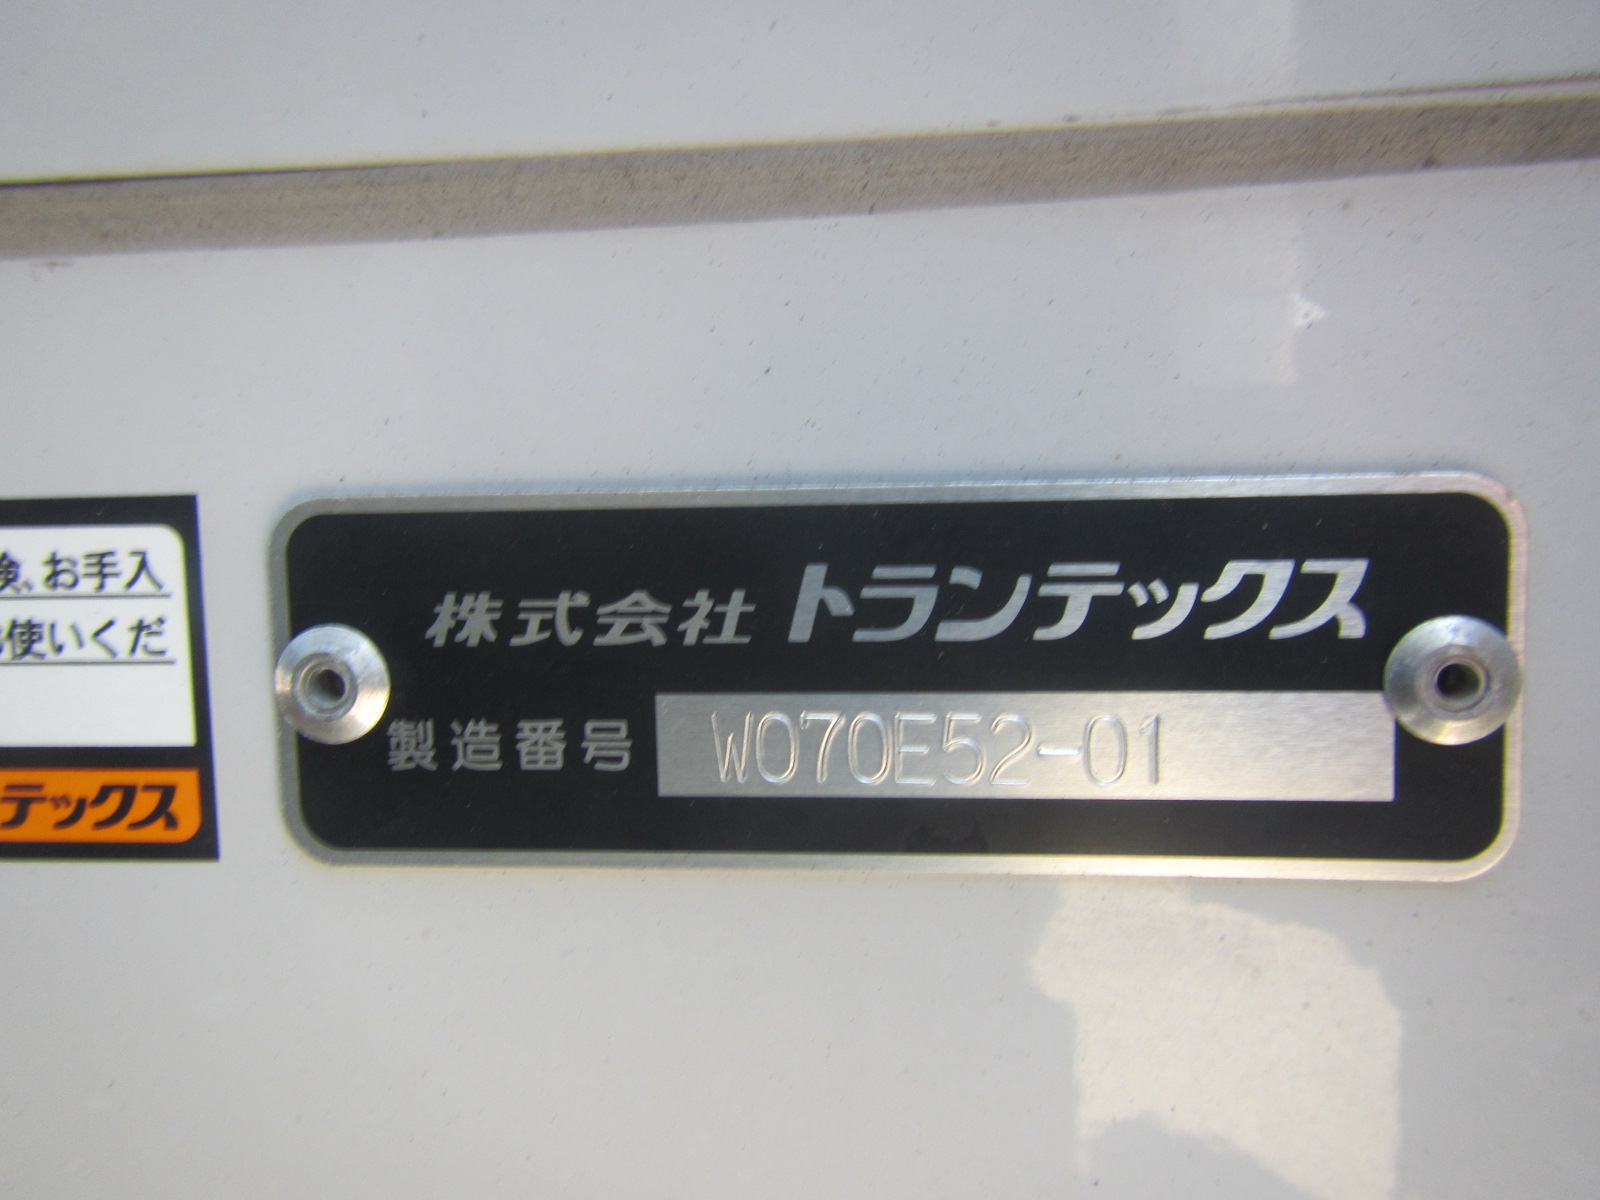 検、お手入
使いくだ
テックス
株式会社トランテックス
製造番号 W070E52-01